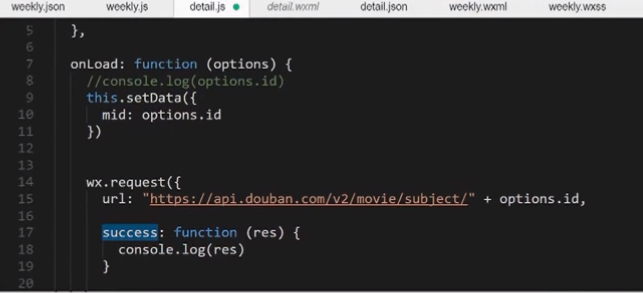 weekly.json weekly.js detail.js detail.wxml detail.json weekly.wxml weekly.wxss
5 },
6
7 onLoad: function (options) {
8 //console.log(options.id)
9 this.setData({
10 mid: options.id
11 })
12
13
14 wx.request({
15 url: "https://api.douban.com/v2/movie/subject/" + options.id,
16
17 success: function (res) {
18 console.log(res)
19 }
20